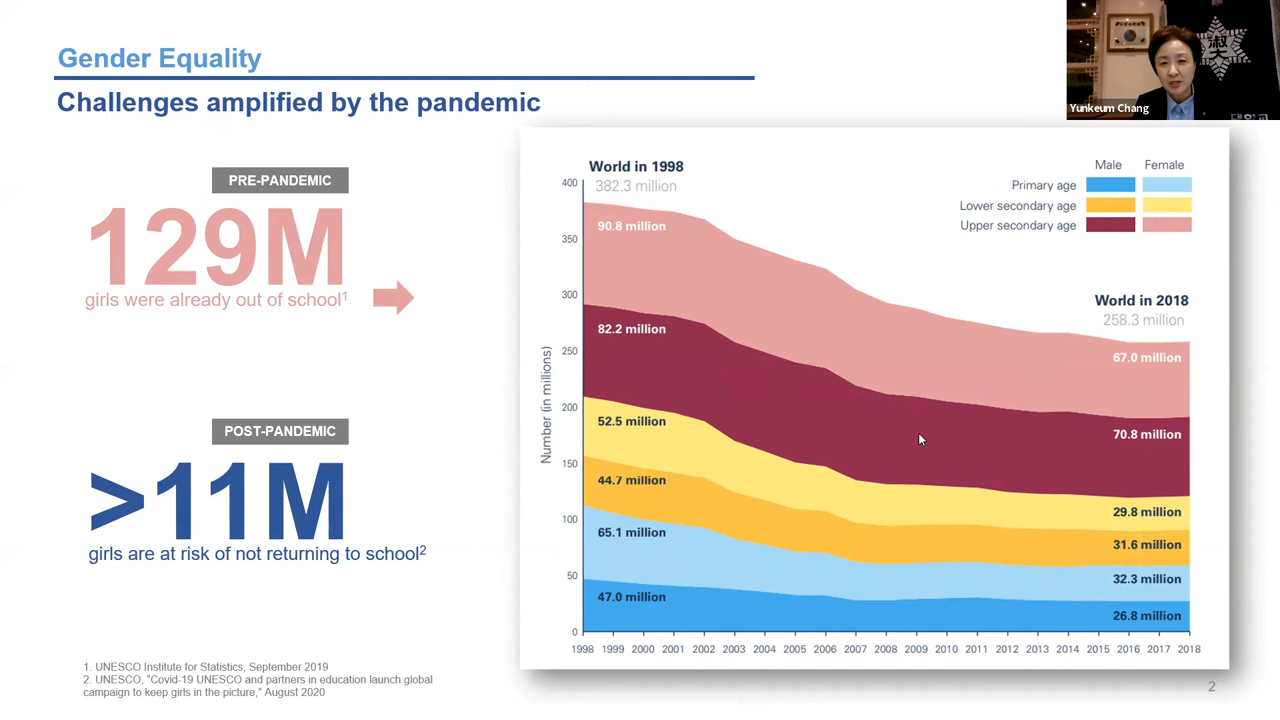 Gender Equality
Challenges amplified by the pandemic
Yunkeum Chang
PRE-PANDEMIC
129M
girls were already out of school1
POST-PANDEMIC
>11M
girls are at risk of not returning to school2
1. UNESCO Institute for Statistics, September 2019
2. UNESCO, "Covid-19 UNESCO and partners in education launch global
campaign to keep girls in the picture," August 2020
World in 1998
382.3 million
Male Female
Primary age
Lower secondary age
Upper secondary age
World in 2018
258.3 million
Number (in millions)
400
350
300
250
200
150
100
50
0
90.8 million
82.2 million
52.5 million
44.7 million
65.1 million
47.0 million
67.0 million
70.8 million
29.8 million
31.6 million
32.3 million
26.8 million
1998 1999 2000 2001 2002 2003 2004 2005 2006 2007 2008 2009 2010 2011 2012 2013 2014 2015 2016 2017 2018
2